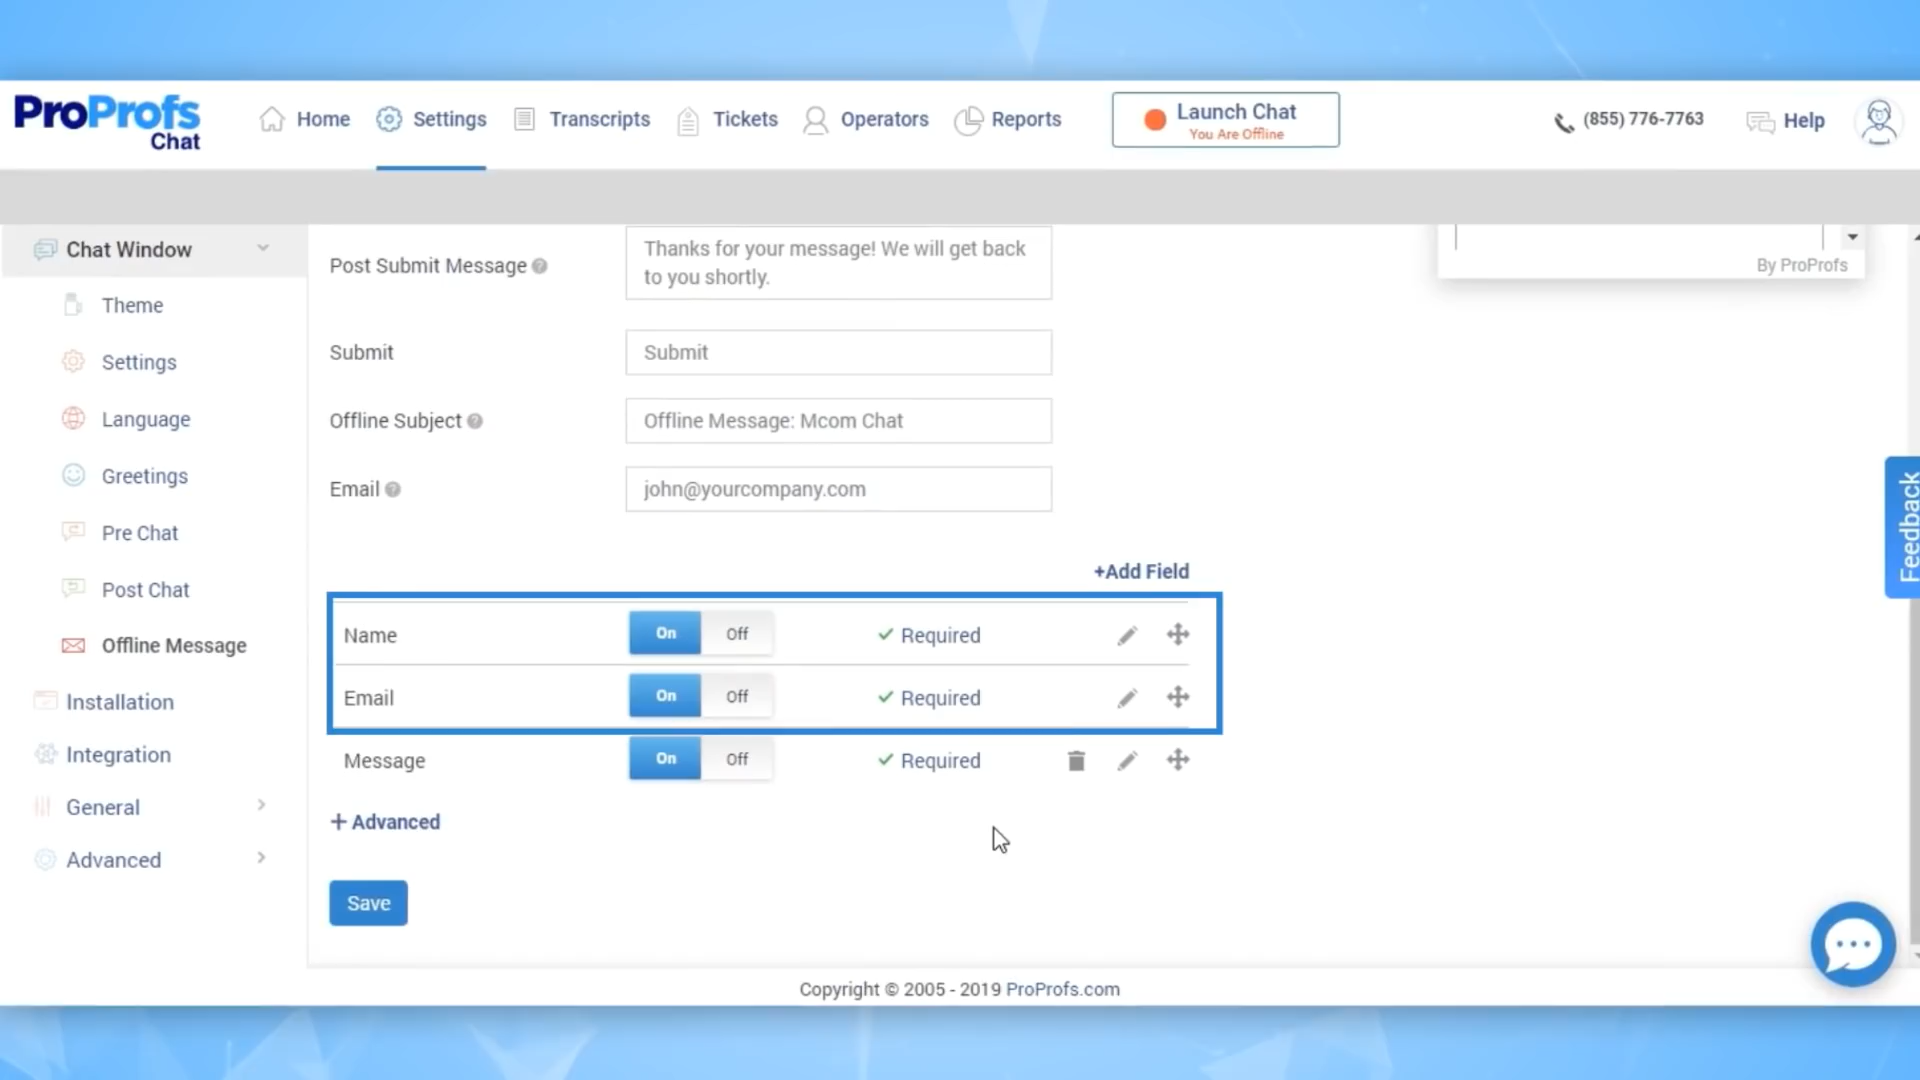 ProProfs
Chat
Home
Settings
Transcripts
Tickets
Operators
Reports
Launch Chat
You Are Offline
(855) 776-7763
Help
Chat Window
Theme
Settings
Language
Greetings
Pre Chat
Post Chat
Offline Message
Installation
Integration
General
Advanced
Post Submit Message
Thanks for your message! We will get back
to you shortly.
Submit
Submit
Offline Subject
Offline Message: Mcom Chat
Email
john@yourcompany.com
+Add Field
Name On Off Required
Email On Off Required
Message On Off Required
+ Advanced
Save
By ProProfs
Feedback
Copyright © 2005 - 2019 ProProfs.com